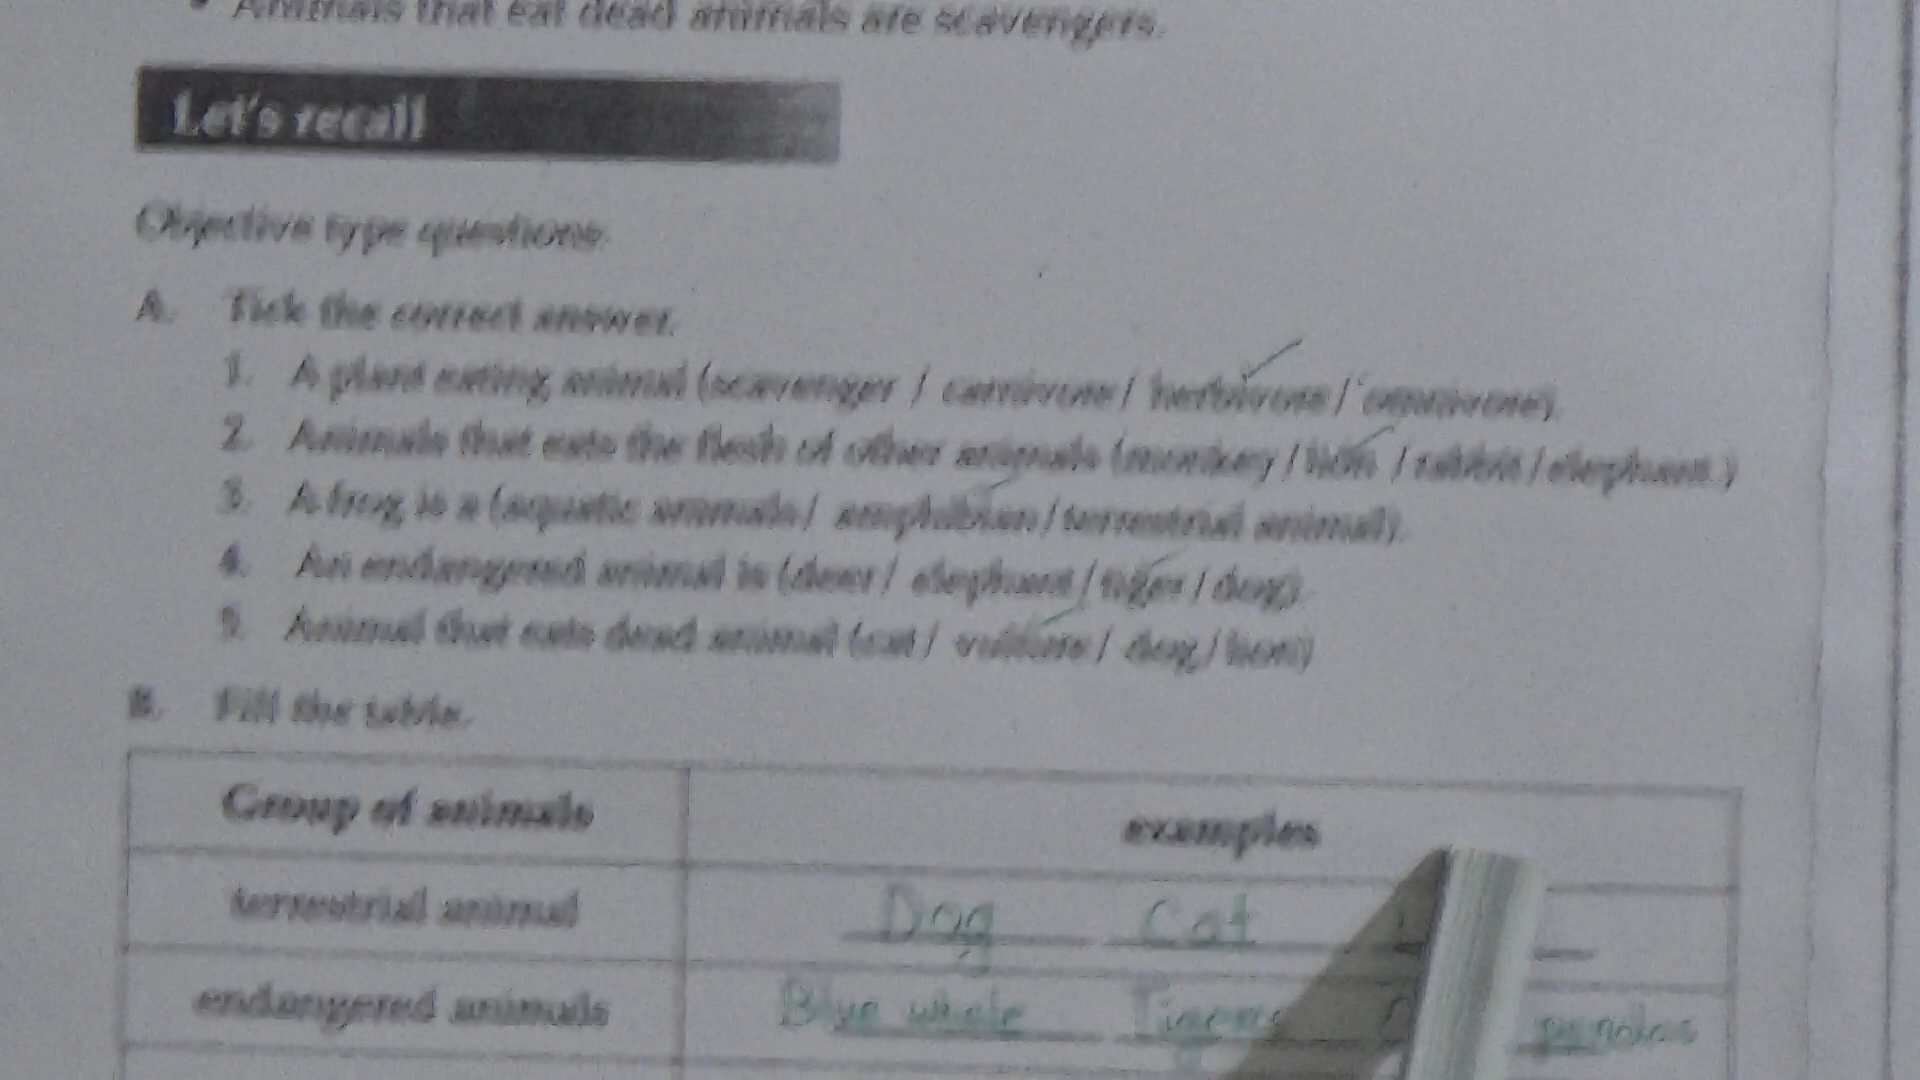 Animals that eat dead animals are scavengers.
Let's recall
Objective type questions.
A. Tick the correct answer.
1. A plant eating animal (scavenger / carnivore / herbivore / omnivore).
2. Animals that eats the flesh of other animals (monkey / lion / rabbit / elephant.)
3. A frog is a (aquatic animals / amphibian / terrestrial animal).
4. An endangered animal is (deer / elephant / tiger / dog)
5. Animal that eats dead animal (cat / vulture / dog / lion)
B. Fill the table.
Group of animals examples
terrestrial animal Dog Cat
endangered animals Blue whale Tigers